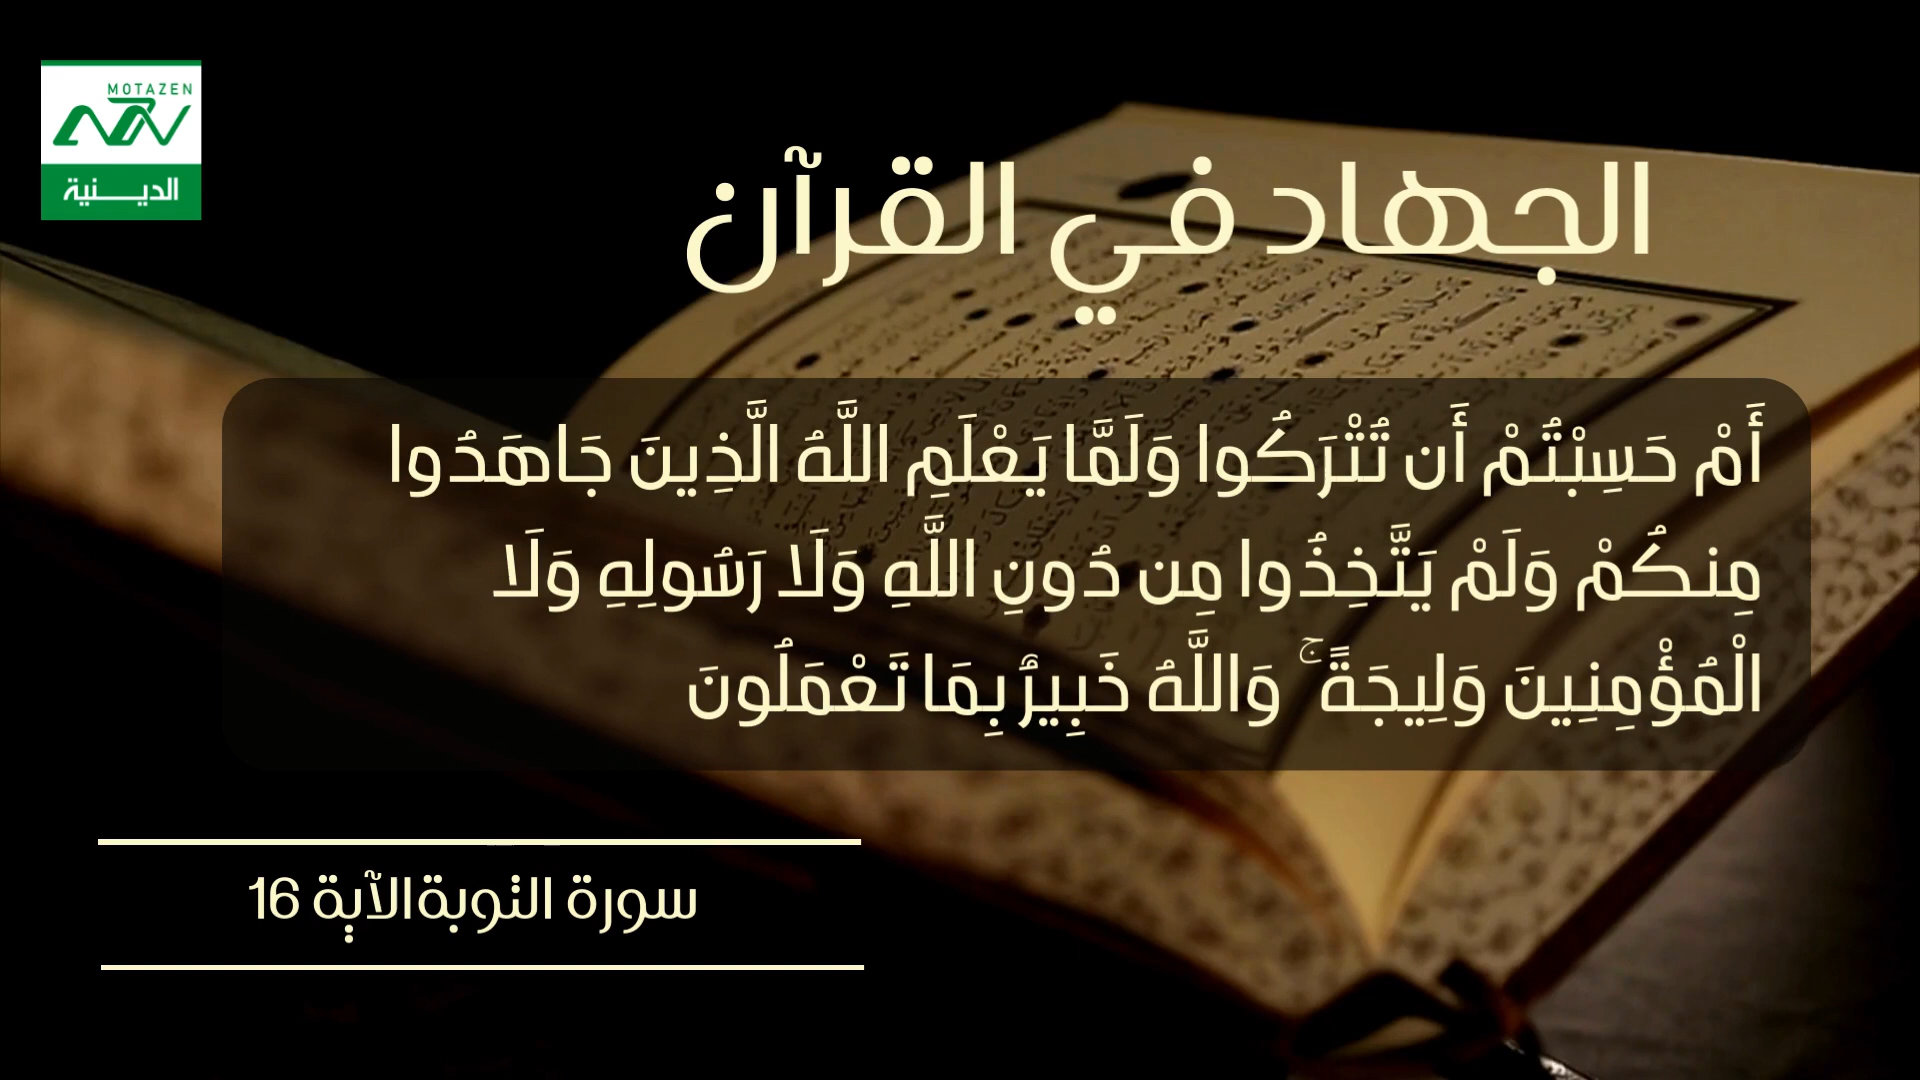 MOTAZEN
الدينية
الجهاد في القرآن
أَمْ حَسِبْتُمْ أَن تُتْرَكُوا وَلَمَّا يَعْلَمِ اللَّهُ الَّذِينَ جَاهَدُوا
مِنكُمْ وَلَمْ يَتَّخِذُوا مِن دُونِ اللَّهِ وَلَا رَسُولِهِ وَلَا
الْمُؤْمِنِينَ وَلِيجَةً ۚ وَاللَّهُ خَبِيرٌ بِمَا تَعْمَلُونَ
سورة التوبة الآية 16